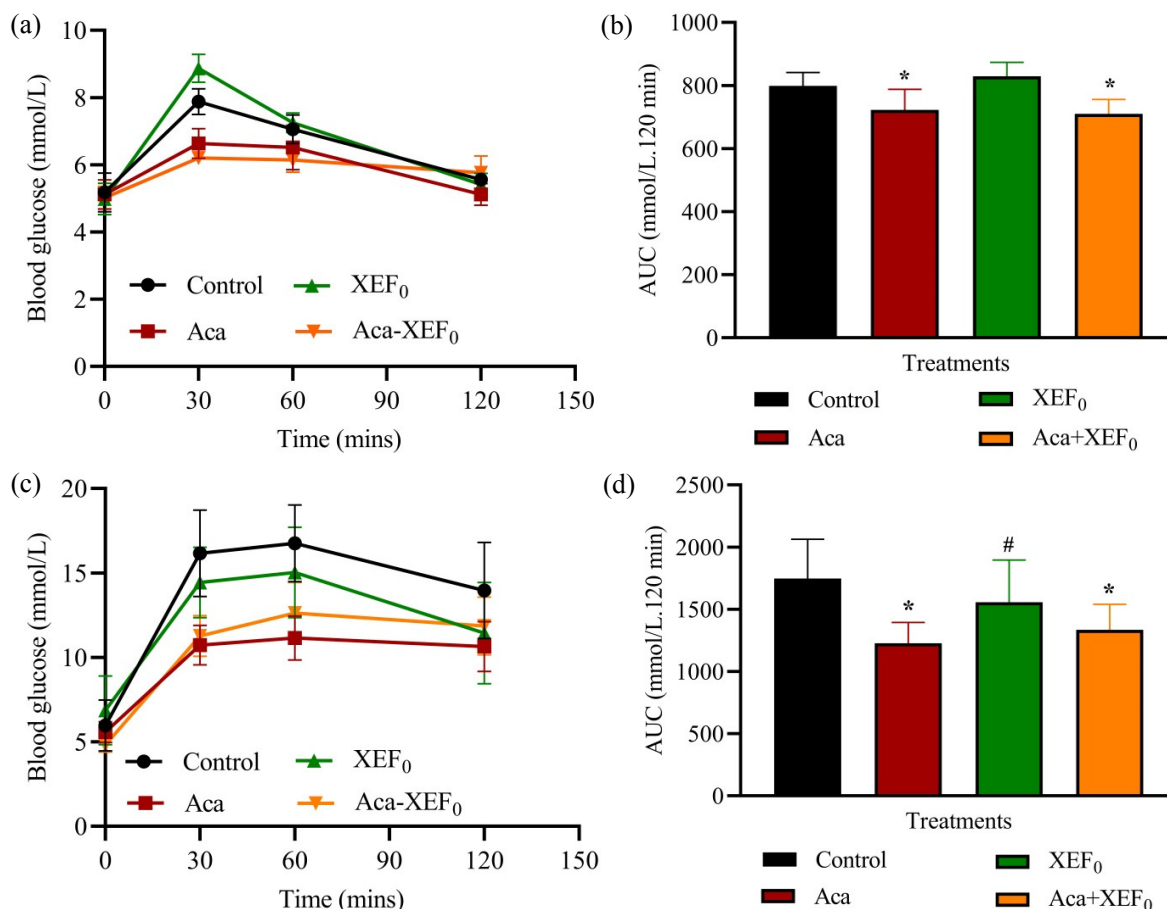 (a)
10
8
6
4
2
0
Blood glucose (mmol/L)
Control
XEF₀
Aca
Aca-XEF₀
0 30 60 90 120 150
Time (mins)
(b)
1000
800
600
400
200
0
AUC (mmol/L.120 min)
* *
Treatments
Control
XEF₀
Aca
Aca+XEF₀
(c)
20
15
10
5
0
Blood glucose (mmol/L)
Control
XEF₀
Aca
Aca-XEF₀
0 30 60 90 120 150
Time (mins)
(d)
2500
2000
1500
1000
500
0
AUC (mmol/L.120 min)
* # *
Treatments
Control
XEF₀
Aca
Aca+XEF₀